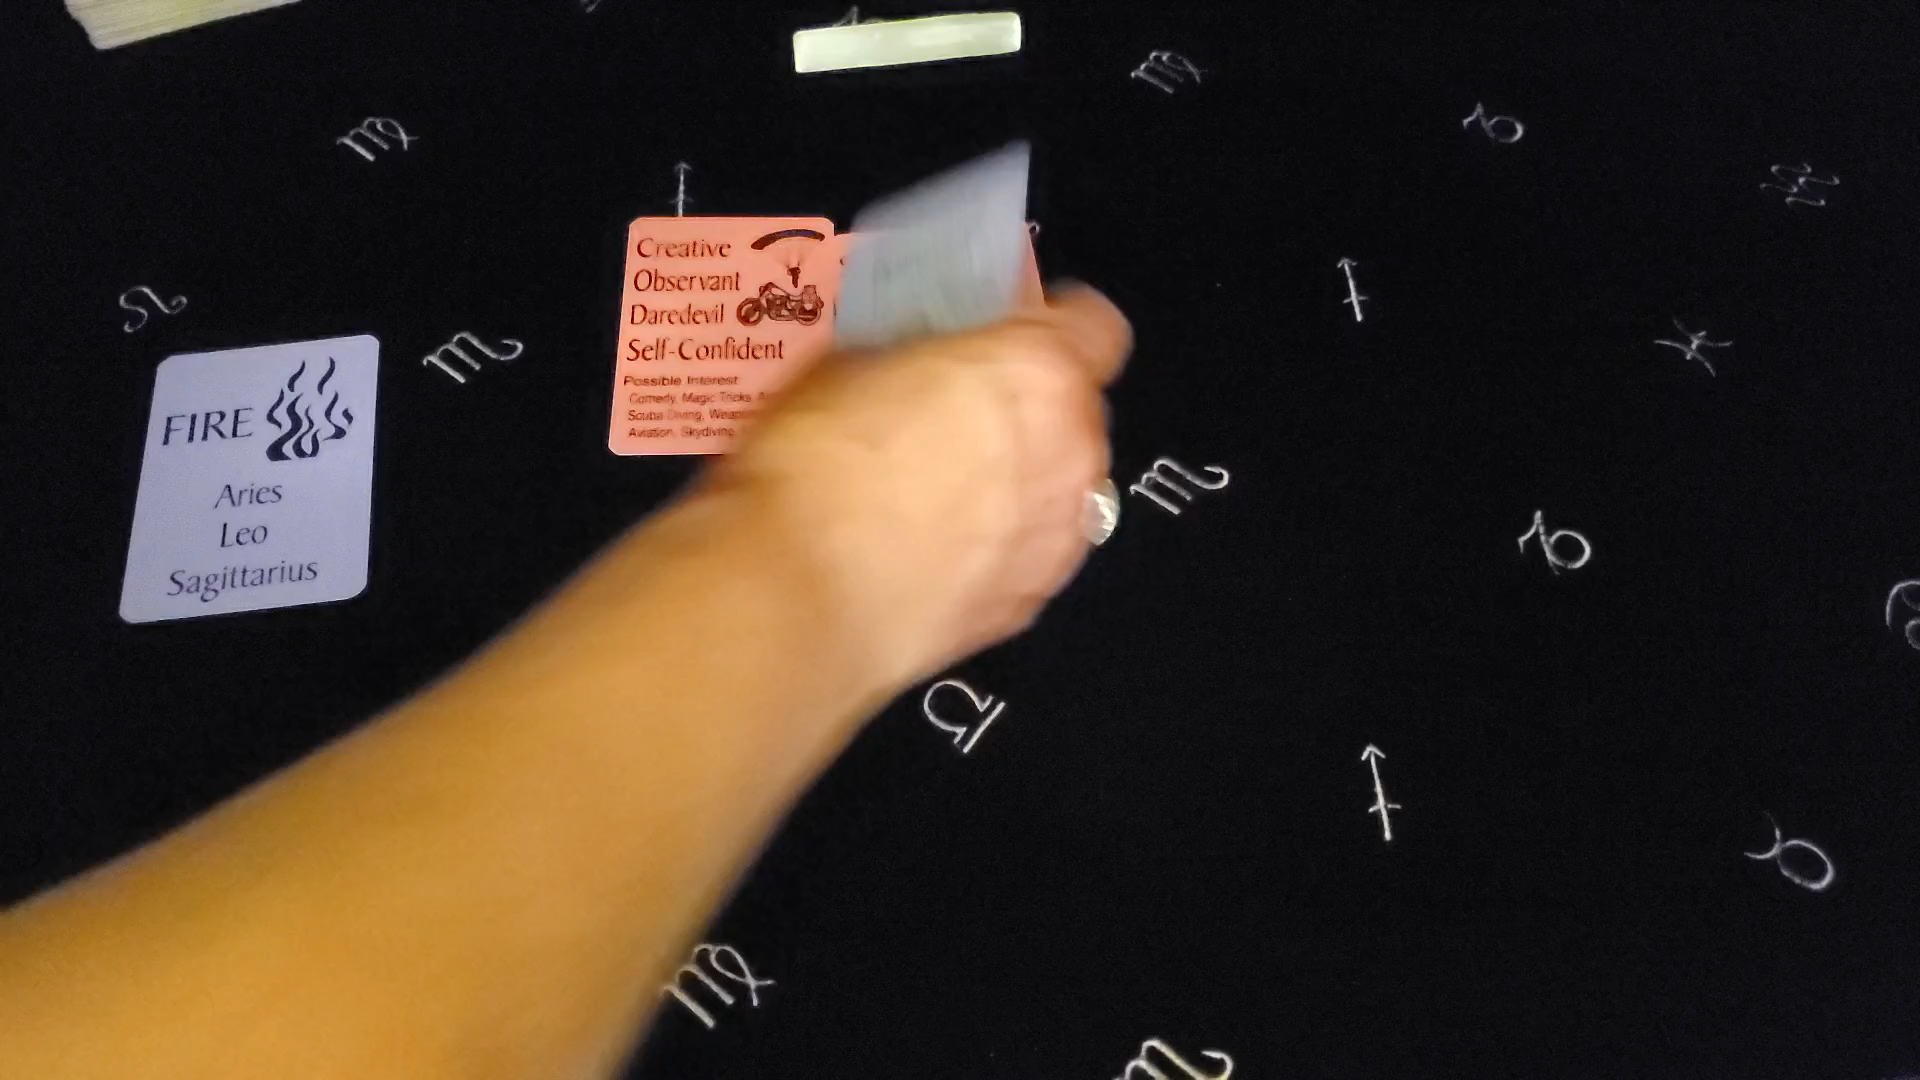 Creative
Observant
Daredevil
Self-Confident
Possible Interest
Comedy, Magic Tricks,
Scuba Diving,
Aviation, Skydiving,
FIRE
Aries
Leo
Sagittarius